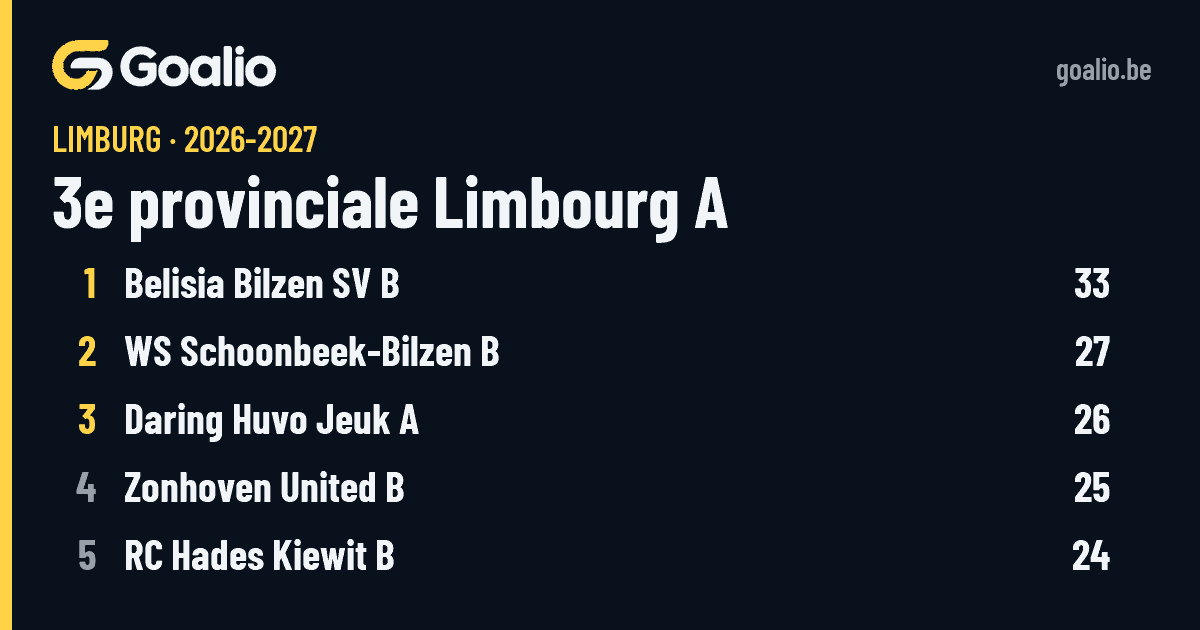 Goalio goalio.be
LIMBURG · 2026-2027
3e provinciale Limbourg A
1 Belisia Bilzen SV B 33
2 WS Schoonbeek-Bilzen B 27
3 Daring Huvo Jeuk A 26
4 Zonhoven United B 25
5 RC Hades Kiewit B 24